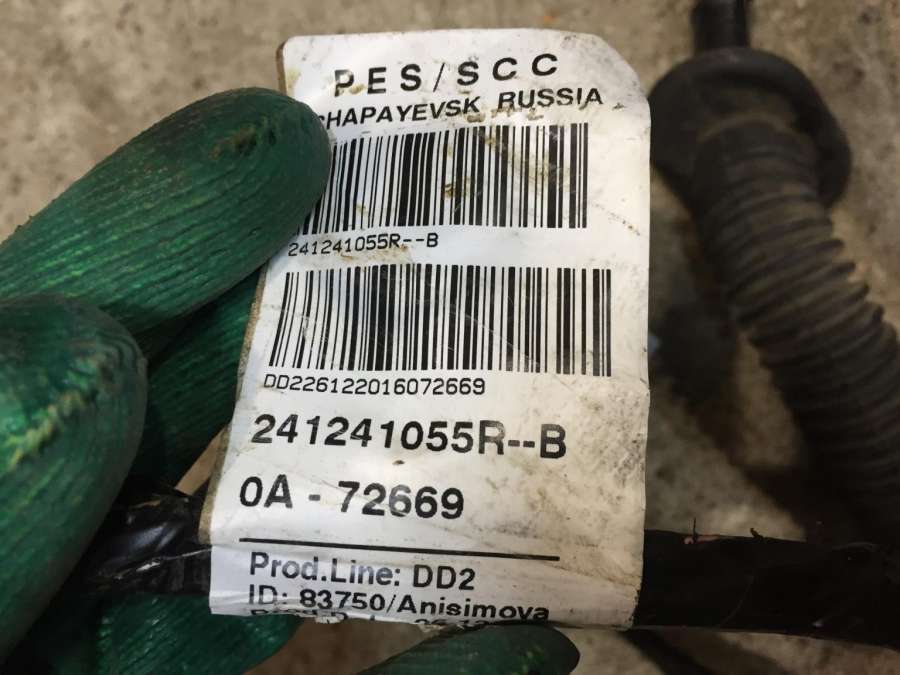 PES/SCC
CHAPAYEVSK RUSSIA
241241055R--B
DD226122016072669
241241055R--B
0A - 72669
Prod.Line: DD2
ID: 83750/Anisimova